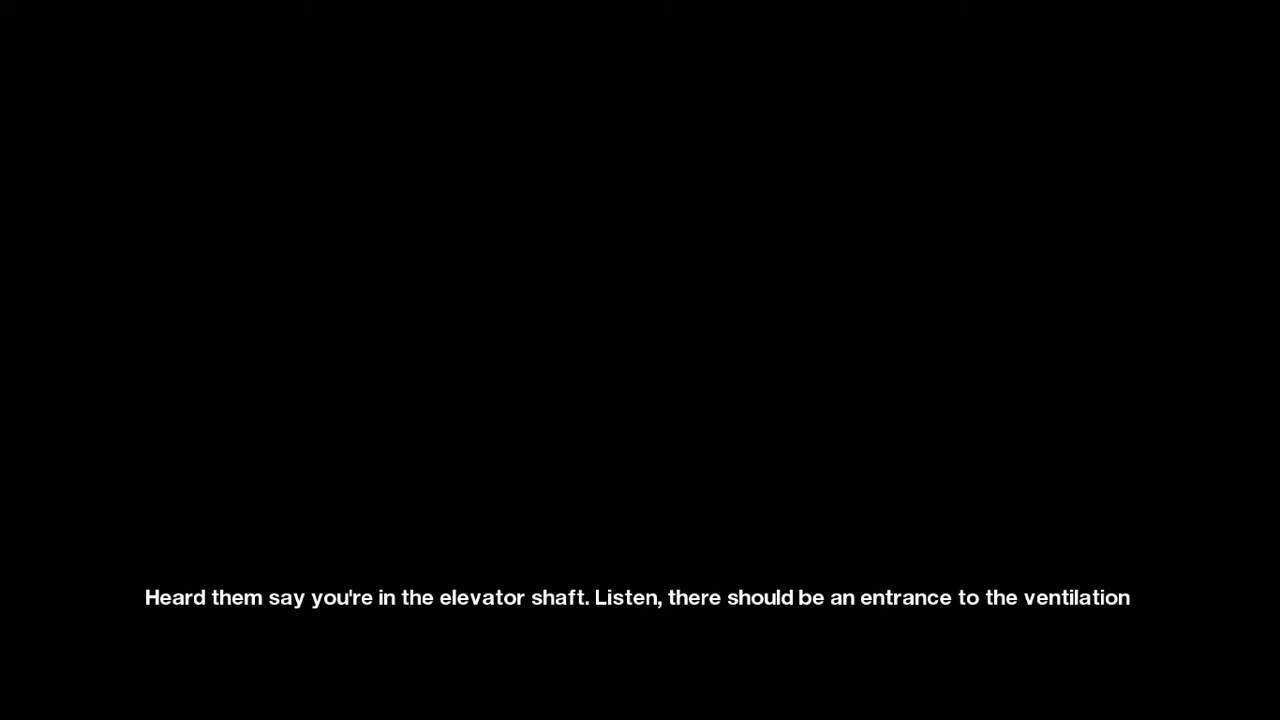 Heard them say you're in the elevator shaft. Listen, there should be an entrance to the ventilation